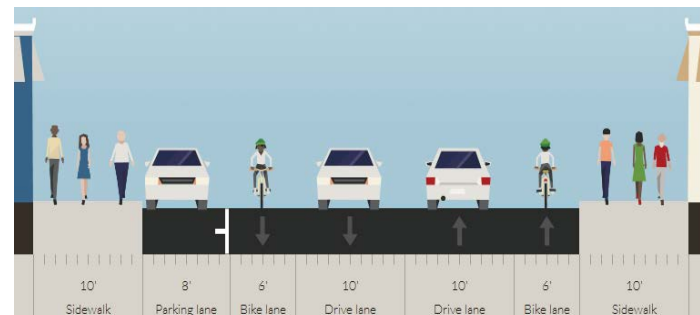 10' 8' 6' 10' 10' 6' 10'
Sidewalk Parking lane Bike lane Drive lane Drive lane Bike lane Sidewalk